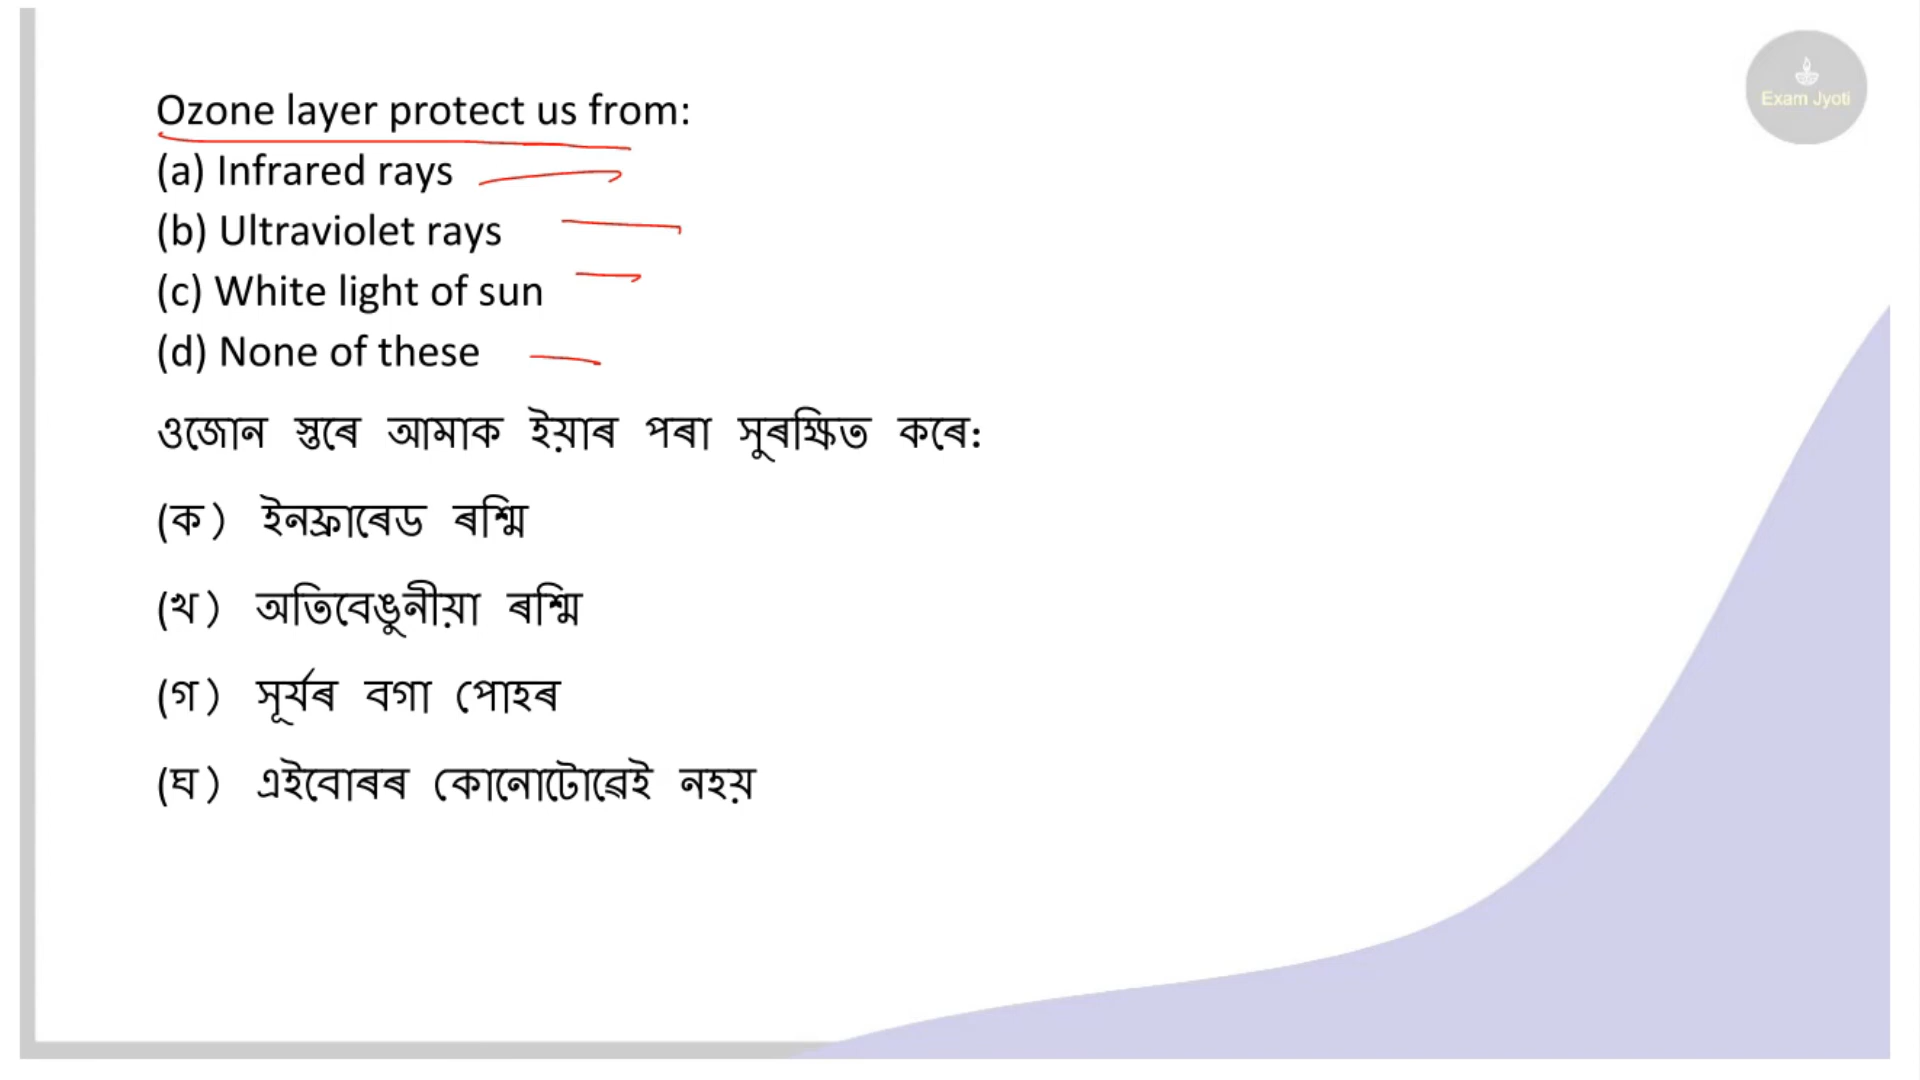 Exam Jyoti
Ozone layer protect us from:
(a) Infrared rays
(b) Ultraviolet rays
(c) White light of sun
(d) None of these
ওজোন স্তৰে আমাক ইয়াৰ পৰা সুৰক্ষিত কৰে:
(ক) ইনফ্ৰাৰেড ৰশ্মি
(খ) অতিবেঙুনীয়া ৰশ্মি
(গ) সূৰ্যৰ বগা পোহৰ
(ঘ) এইবোৰৰ কোনোটোৱেই নহয়